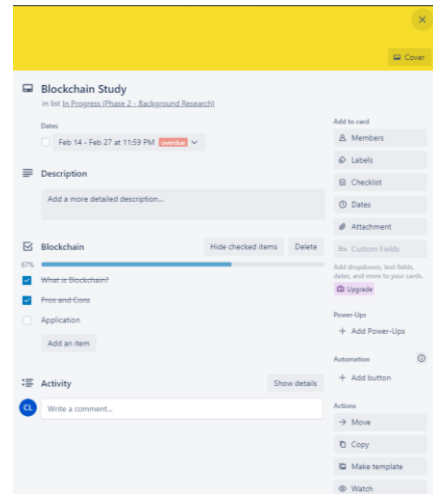 Cover
Blockchain Study
in list In Progress (Phase 2 - Background Research)
Dates
Feb 14 - Feb 27 at 11:59 PM overdue
Description
Add a more detailed description...
Blockchain
Hide checked items
Delete
67%
What is Blockchain?
Pros and Cons
Application
Add an item
Activity
Show details
CL
Write a comment...
Add to card
Members
Labels
Checklist
Dates
Attachment
Custom Fields
Add dropdowns, text fields,
dates, and more to your cards.
Upgrade
Power-Ups
+ Add Power-Ups
Automation
+ Add button
Actions
Move
Copy
Make template
Watch